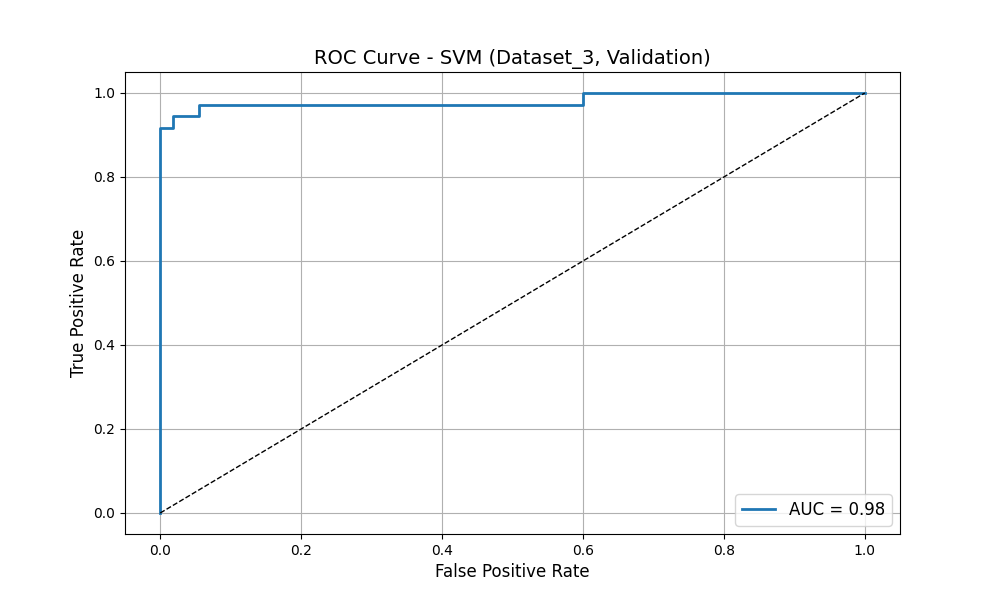 ROC Curve - SVM (Dataset_3, Validation)
True Positive Rate
1.0
0.8
0.6
0.4
0.2
0.0
0.0 0.2 0.4 0.6 0.8 1.0
False Positive Rate
AUC = 0.98